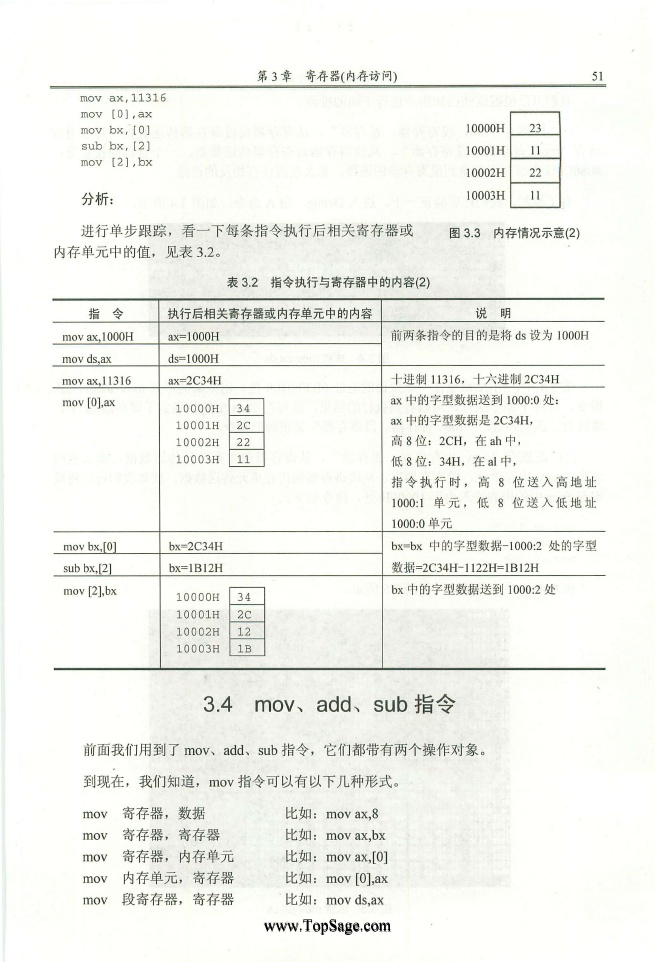 第 3 章 寄存器(内存访问) 51
mov ax,11316
mov [0],ax
mov bx,[0]
sub bx,[2]
mov [2],bx
10000H 23
10001H 11
10002H 22
10003H 11
分析：
图 3.3 内存情况示意(2)
进行单步跟踪，看一下每条指令执行后相关寄存器或
内存单元中的值，见表 3.2。
表 3.2 指令执行与寄存器中的内容(2)
指 令 执行后相关寄存器或内存单元中的内容 说 明
mov ax,1000H ax=1000H 前两条指令的目的是将 ds 设为 1000H
mov ds,ax ds=1000H
mov ax,11316 ax=2C34H 十进制 11316，十六进制 2C34H
mov [0],ax
10000H 34
10001H 2C
10002H 22
10003H 11
ax 中的字型数据送到 1000:0 处：
ax 中的字型数据是 2C34H，
高 8 位：2CH，在 ah 中，
低 8 位：34H，在 al 中，
指令执行时，高 8 位送入高地址
1000:1 单元，低 8 位送入低地址
1000:0 单元
mov bx,[0] bx=2C34H bx=bx 中的字型数据-1000:2 处的字型
sub bx,[2] bx=1B12H 数据=2C34H-1122H=1B12H
mov [2],bx
10000H 34
10001H 2C
10002H 12
10003H 1B
bx 中的字型数据送到 1000:2 处
3.4 mov、add、sub 指令
前面我们用到了 mov、add、sub 指令，它们都带有两个操作对象。
到现在，我们知道，mov 指令可以有以下几种形式。
mov 寄存器，数据 比如：mov ax,8
mov 寄存器，寄存器 比如：mov ax,bx
mov 寄存器，内存单元 比如：mov ax,[0]
mov 内存单元，寄存器 比如：mov [0],ax
mov 段寄存器，寄存器 比如：mov ds,ax
www.TopSage.com